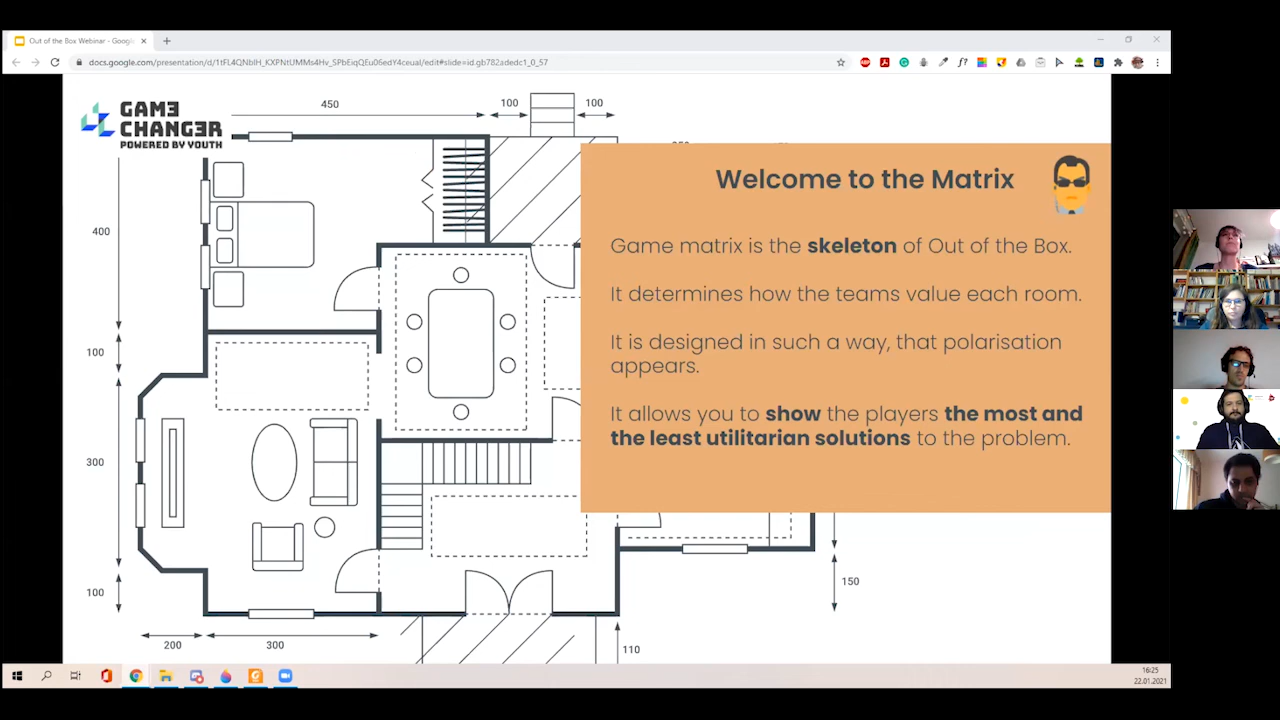 Out of the Box Webinar - Googl
docs.google.com/presentation/d/1tFL4QNbIH_KXPNtUMMs4Hv_SPbEiqQEu06edY4ceuaI/edit#slide=id.gb782adedc1_0_57
GAMƎ
CHANGƎR
POWERED BY YOUTH
450
100
100
400
100
300
100
200
300
150
110
Welcome to the Matrix
Game matrix is the skeleton of Out of the Box.
It determines how the teams value each room.
It is designed in such a way, that polarisation
appears.
It allows you to show the players the most and
the least utilitarian solutions to the problem.
16:25
22.01.2021